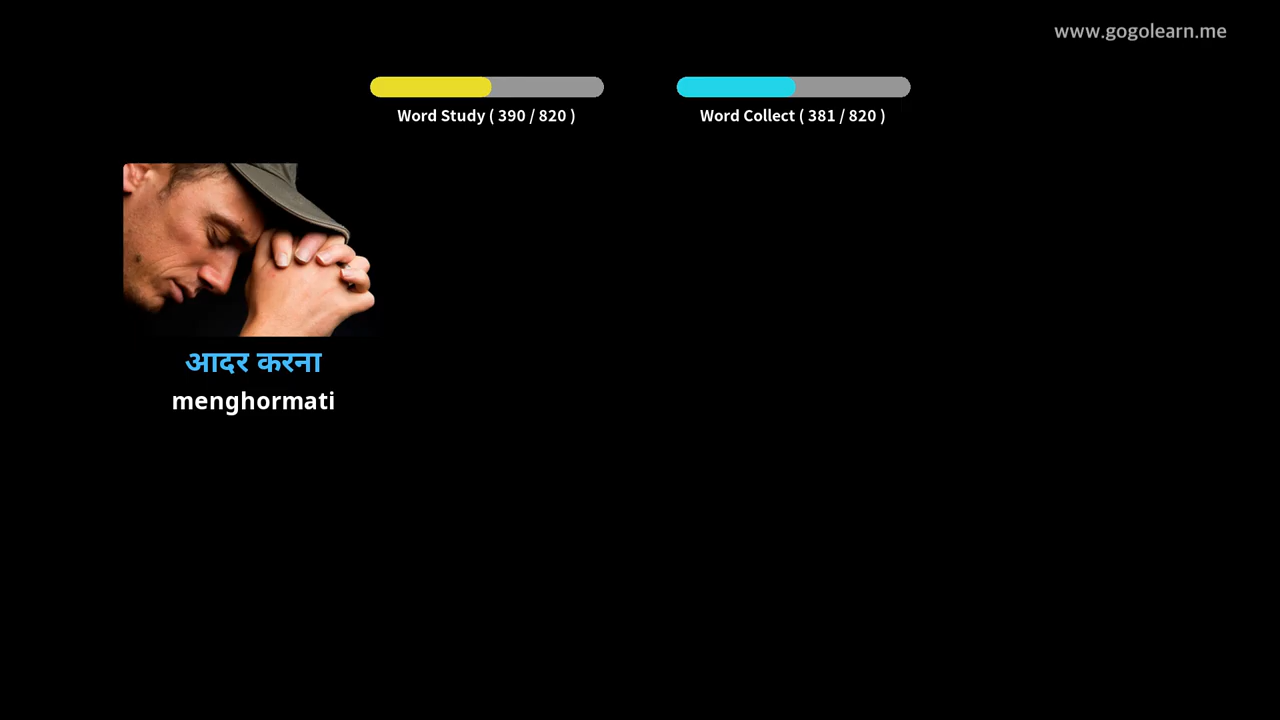 www.gogolearn.me
Word Study ( 390 / 820 )
Word Collect ( 381 / 820 )
आदर करना
menghormati